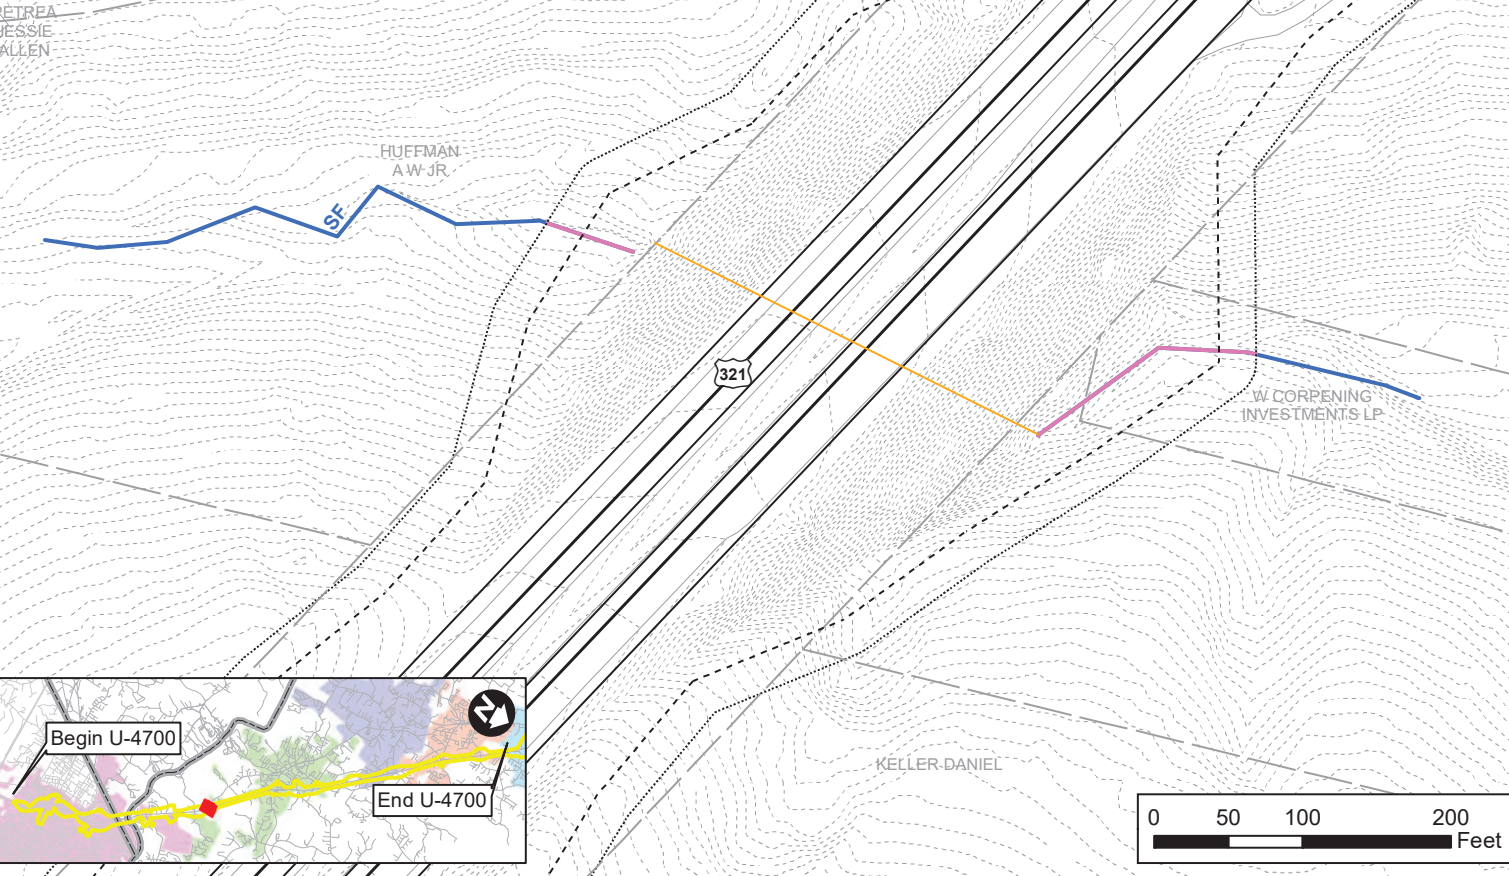 PETREA
JESSIE
ALLEN
HUFFMAN
A W JR
SF
321
W CORPENING
INVESTMENTS LP
KELLER DANIEL
Begin U-4700
End U-4700
N
0 50 100 200
Feet